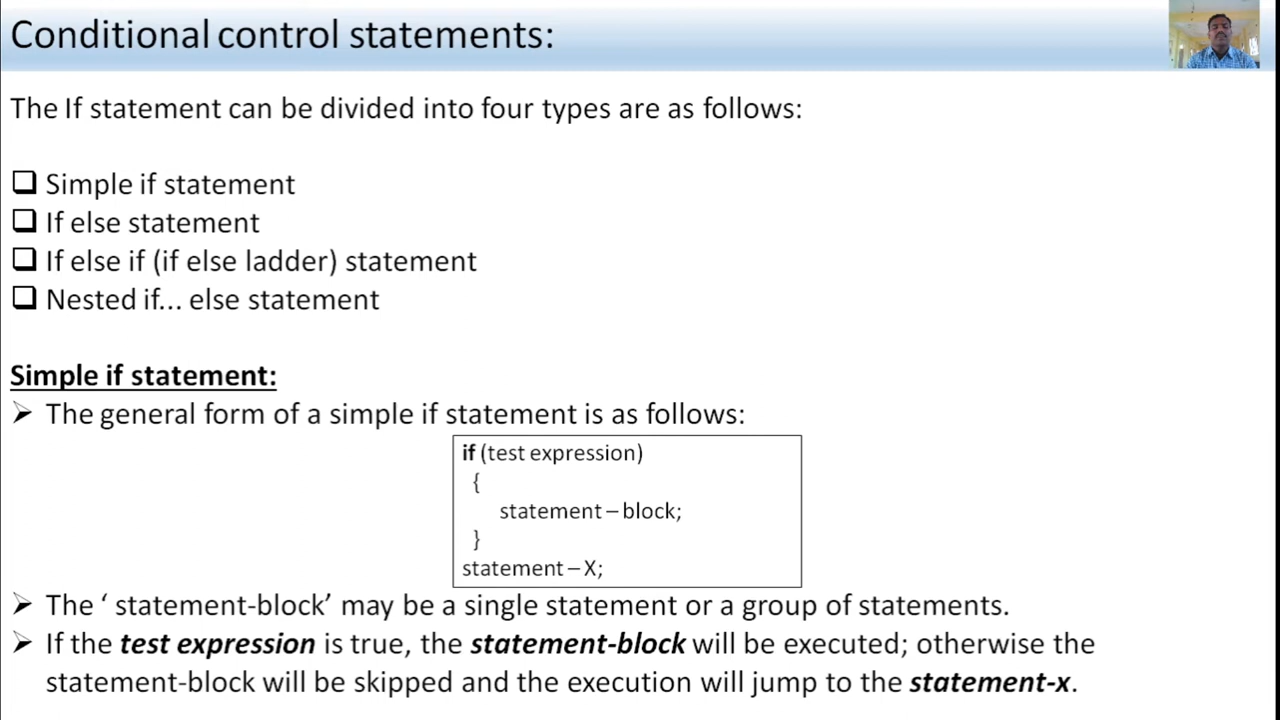 Conditional control statements:
The If statement can be divided into four types are as follows:
Simple if statement
If else statement
If else if (if else ladder) statement
Nested if... else statement
Simple if statement:
The general form of a simple if statement is as follows:
if (test expression)
{
statement – block;
}
statement – X;
The ‘ statement-block’ may be a single statement or a group of statements.
If the test expression is true, the statement-block will be executed; otherwise the
statement-block will be skipped and the execution will jump to the statement-x.